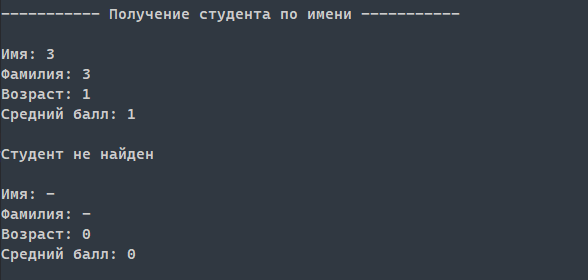 ----------- Получение студента по имени -----------
Имя: 3
Фамилия: 3
Возраст: 1
Средний балл: 1
Студент не найден
Имя: -
Фамилия: -
Возраст: 0
Средний балл: 0